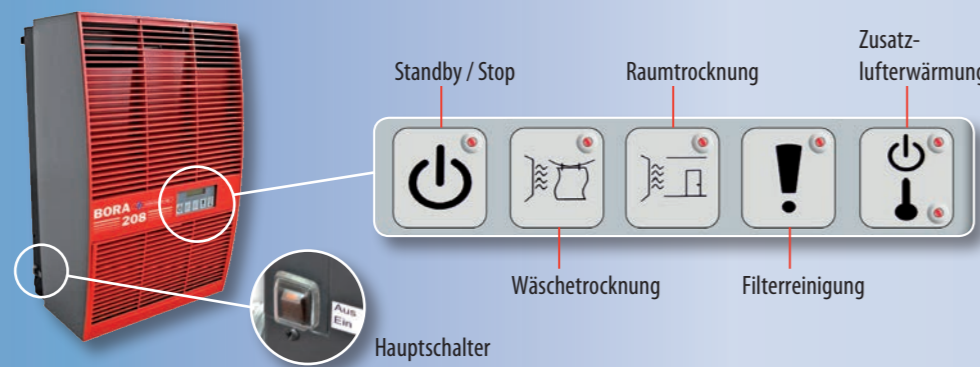 Standby / Stop
Raumtrocknung
Zusatz-
lufterwärmung
BORA
208
Wäschetrocknung
Filterreinigung
Aus
Ein
Hauptschalter